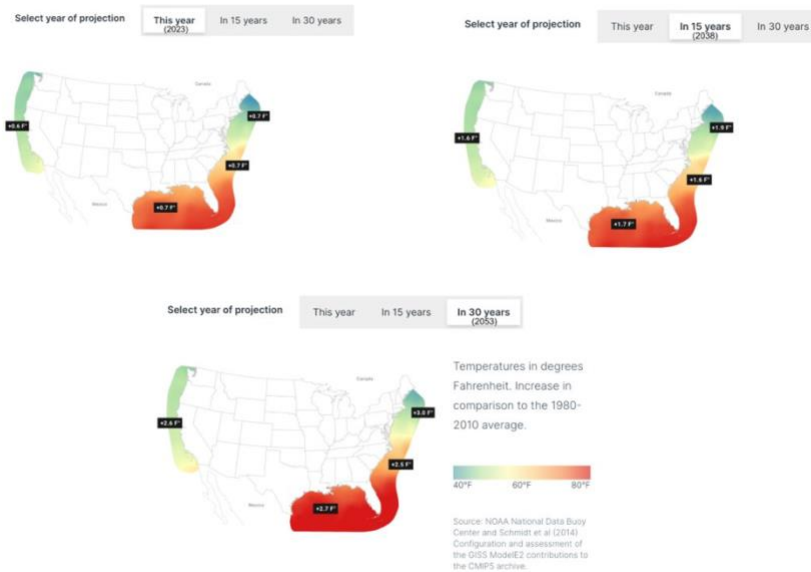 Select year of projection
This year
(2023)
In 15 years
In 30 years
Canada
+0.6 F°
+0.7 F°
+0.7 F°
+0.7 F°
Mexico
Select year of projection
This year
In 15 years
(2038)
In 30 years
Canada
+1.6 F°
+1.9 F°
+1.6 F°
+1.7 F°
Mexico
Select year of projection
This year
In 15 years
In 30 years
(2053)
Canada
+2.6 F°
+3.0 F°
+2.5 F°
+2.7 F°
Mexico
Temperatures in degrees
Fahrenheit. Increase in
comparison to the 1980-
2010 average.
40°F 60°F 80°F
Source: NOAA National Data Buoy
Center and Schmidt et al (2014)
Configuration and assessment of
the GISS ModelE2 contributions to
the CMIP5 archive.